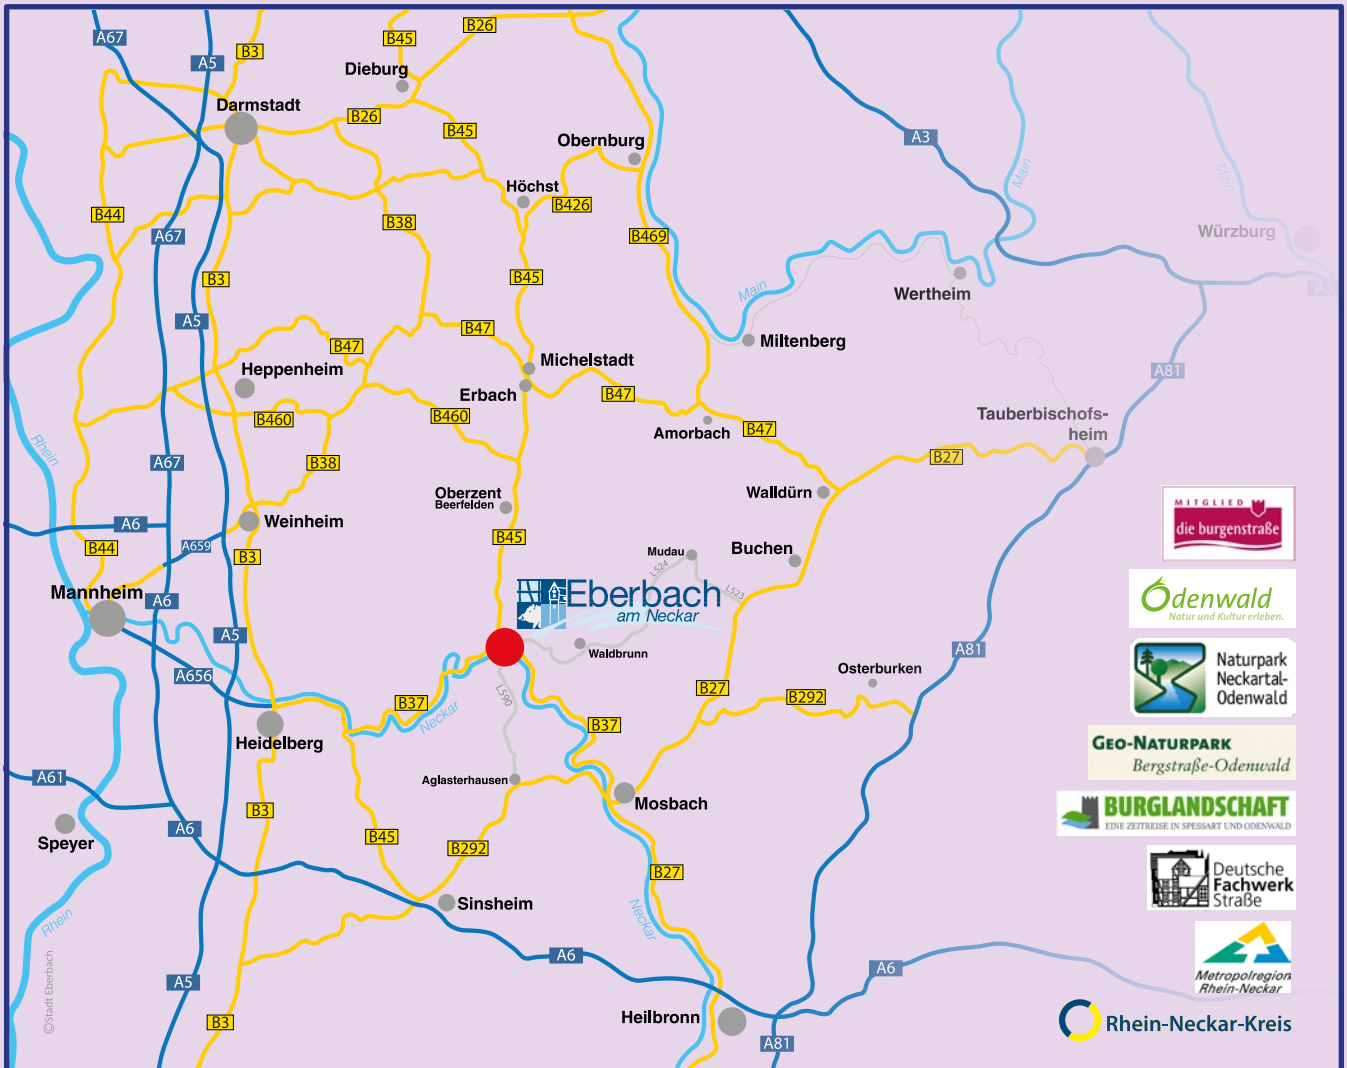 A67
A5
B3
B45
B26
Dieburg
Darmstadt
B26
B45
Obernburg
A3
Main
Main
Höchst
B426
B44
A67
B38
B469
Würzburg
B3
B45
Main
Wertheim
A3
A5
B47
B47
Michelstadt
Miltenberg
Heppenheim
Erbach
B47
A81
B460
B460
Amorbach
B47
Tauberbischofs-
heim
Rhein
A67
B38
B27
Oberzent
Beerfelden
Walldürn
MITGLIED
die burgenstraße
A6
Weinheim
B44
A659
B3
B45
Mudau
L524
Buchen
L523
Mannheim
A6
Eberbach
am Neckar
Odenwald
Natur und Kultur erleben.
A5
Waldbrunn
A81
A656
L590
Osterburken
Naturpark
Neckartal-
Odenwald
B37
Neckar
B27
B292
B37
Heidelberg
GEO-NATURPARK
Bergstraße-Odenwald
A61
Aglasterhausen
Mosbach
B3
BURGLANDSCHAFT
EINE ZEITREISE IN SPESSART UND ODENWALD
Speyer
A6
B45
B292
B27
Deutsche
Fachwerk
Straße
Rhein
Sinsheim
Neckar
A6
A6
A5
Metropolregion
Rhein-Neckar
©Stadt Eberbach
B3
Heilbronn
A81
Rhein-Neckar-Kreis